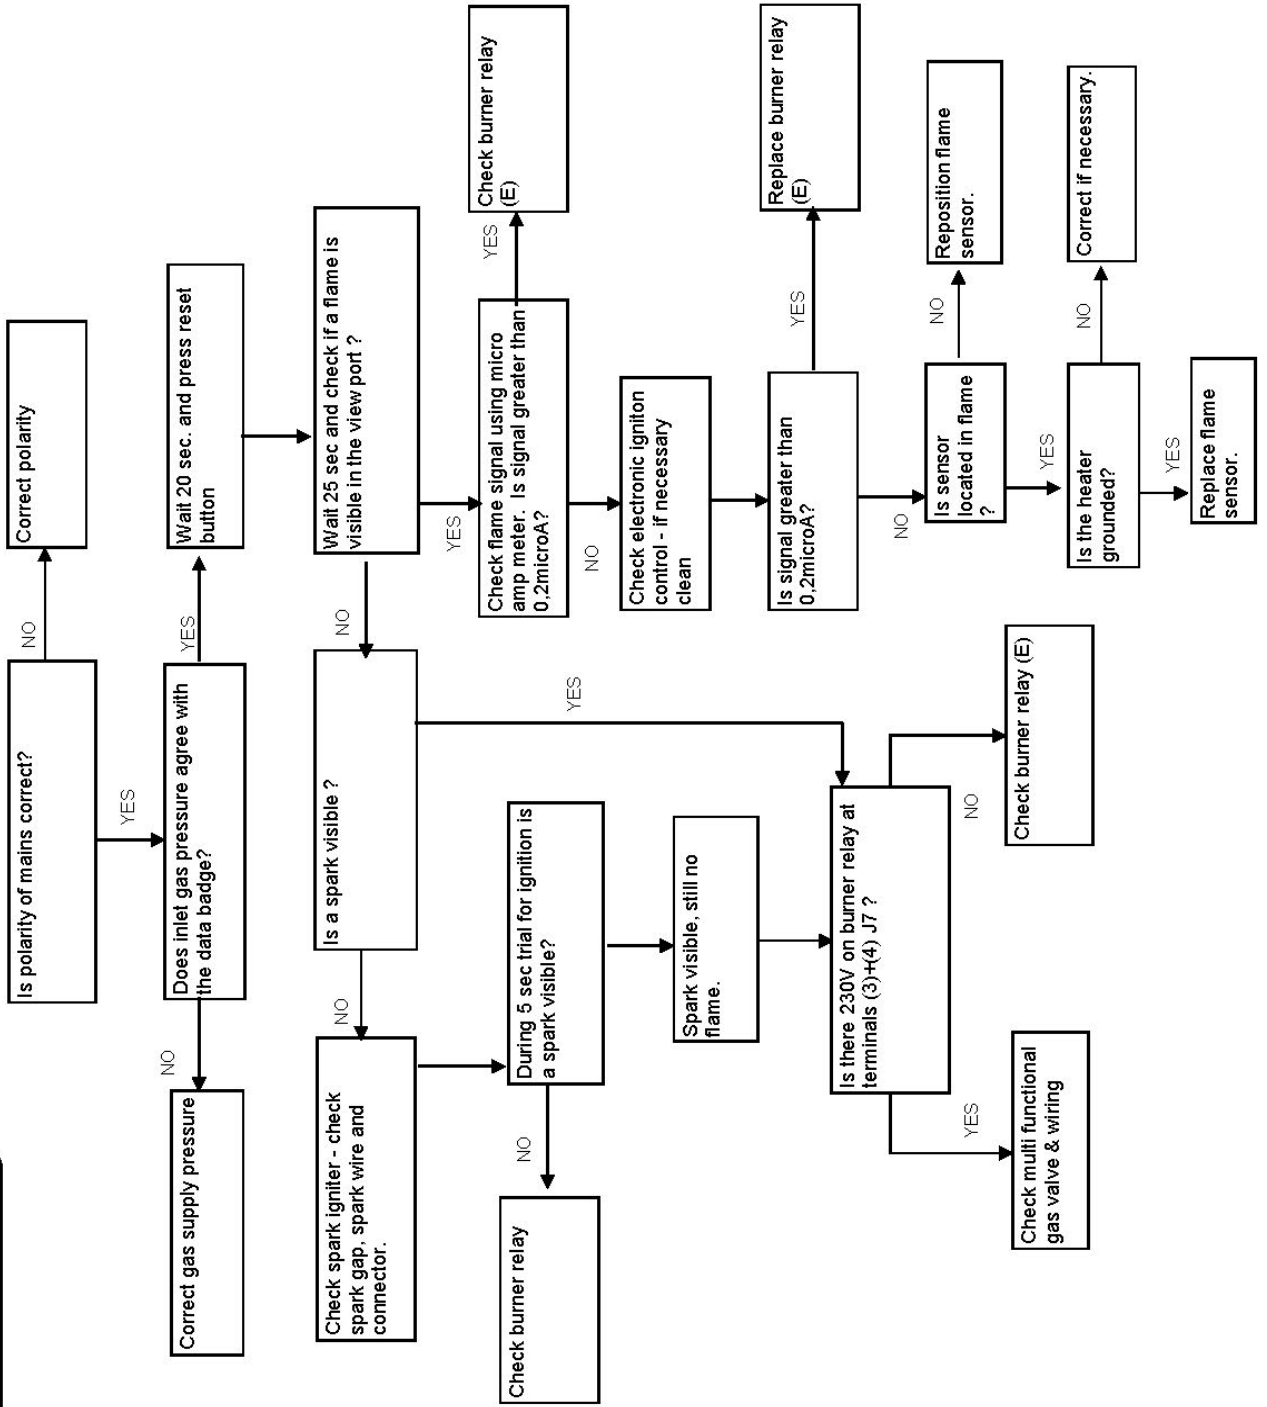 Is polarity of mains correct?
NO
Correct polarity
YES
Does inlet gas pressure agree with
the data badge?
NO
Correct gas supply pressure
YES
Wait 20 sec. and press reset
button
Wait 25 sec and check if a flame is
visible in the view port ?
NO
Is a spark visible ?
NO
Check spark igniter - check
spark gap, spark wire and
connector.
During 5 sec trial for ignition is
a spark visible?
NO
Check burner relay
Spark visible, still no
flame.
YES
Is there 230V on burner relay at
terminals (3)+(4) J7 ?
YES
Check multi functional
gas valve & wiring
NO
Check burner relay (E)
YES
Check flame signal using micro
amp meter. Is signal greater than
0,2microA?
YES
Check burner relay
(E)
NO
Check electronic igniton
control - if necessary
clean
Is signal greater than
0,2microA?
YES
Replace burner relay
(E)
NO
Is sensor
located in flame
?
NO
Reposition flame
sensor.
YES
Is the heater
grounded?
NO
Correct if necessary.
YES
Replace flame
sensor.